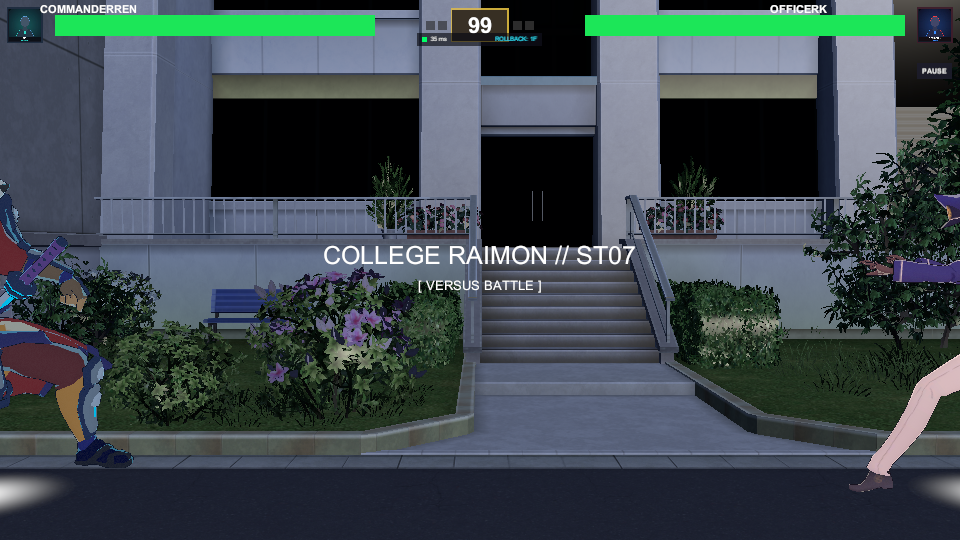 COMMANDERREN
99
OFFICERK
35 ms
ROLLBACK: 1F
PAUSE
COLLEGE RAIMON // ST07
[ VERSUS BATTLE ]